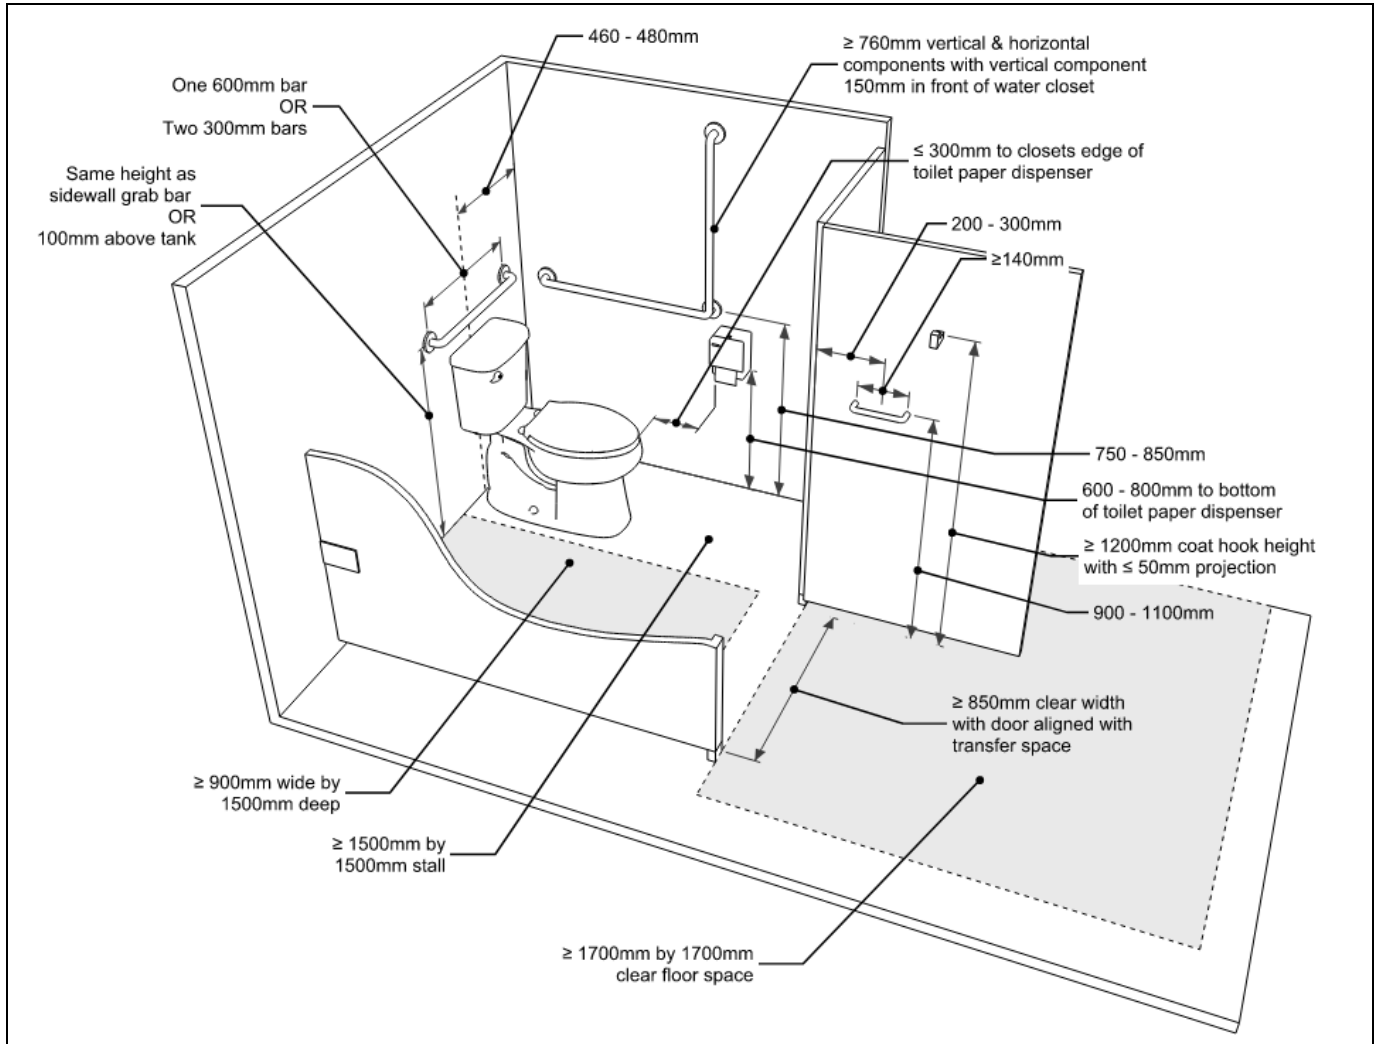 460 - 480mm
≥ 760mm vertical & horizontal
components with vertical component
150mm in front of water closet
One 600mm bar
OR
Two 300mm bars
≤ 300mm to closets edge of
toilet paper dispenser
Same height as
sidewall grab bar
OR
100mm above tank
200 - 300mm
≥140mm
750 - 850mm
600 - 800mm to bottom
of toilet paper dispenser
≥ 1200mm coat hook height
with ≤ 50mm projection
900 - 1100mm
≥ 850mm clear width
with door aligned with
transfer space
≥ 900mm wide by
1500mm deep
≥ 1500mm by
1500mm stall
≥ 1700mm by 1700mm
clear floor space